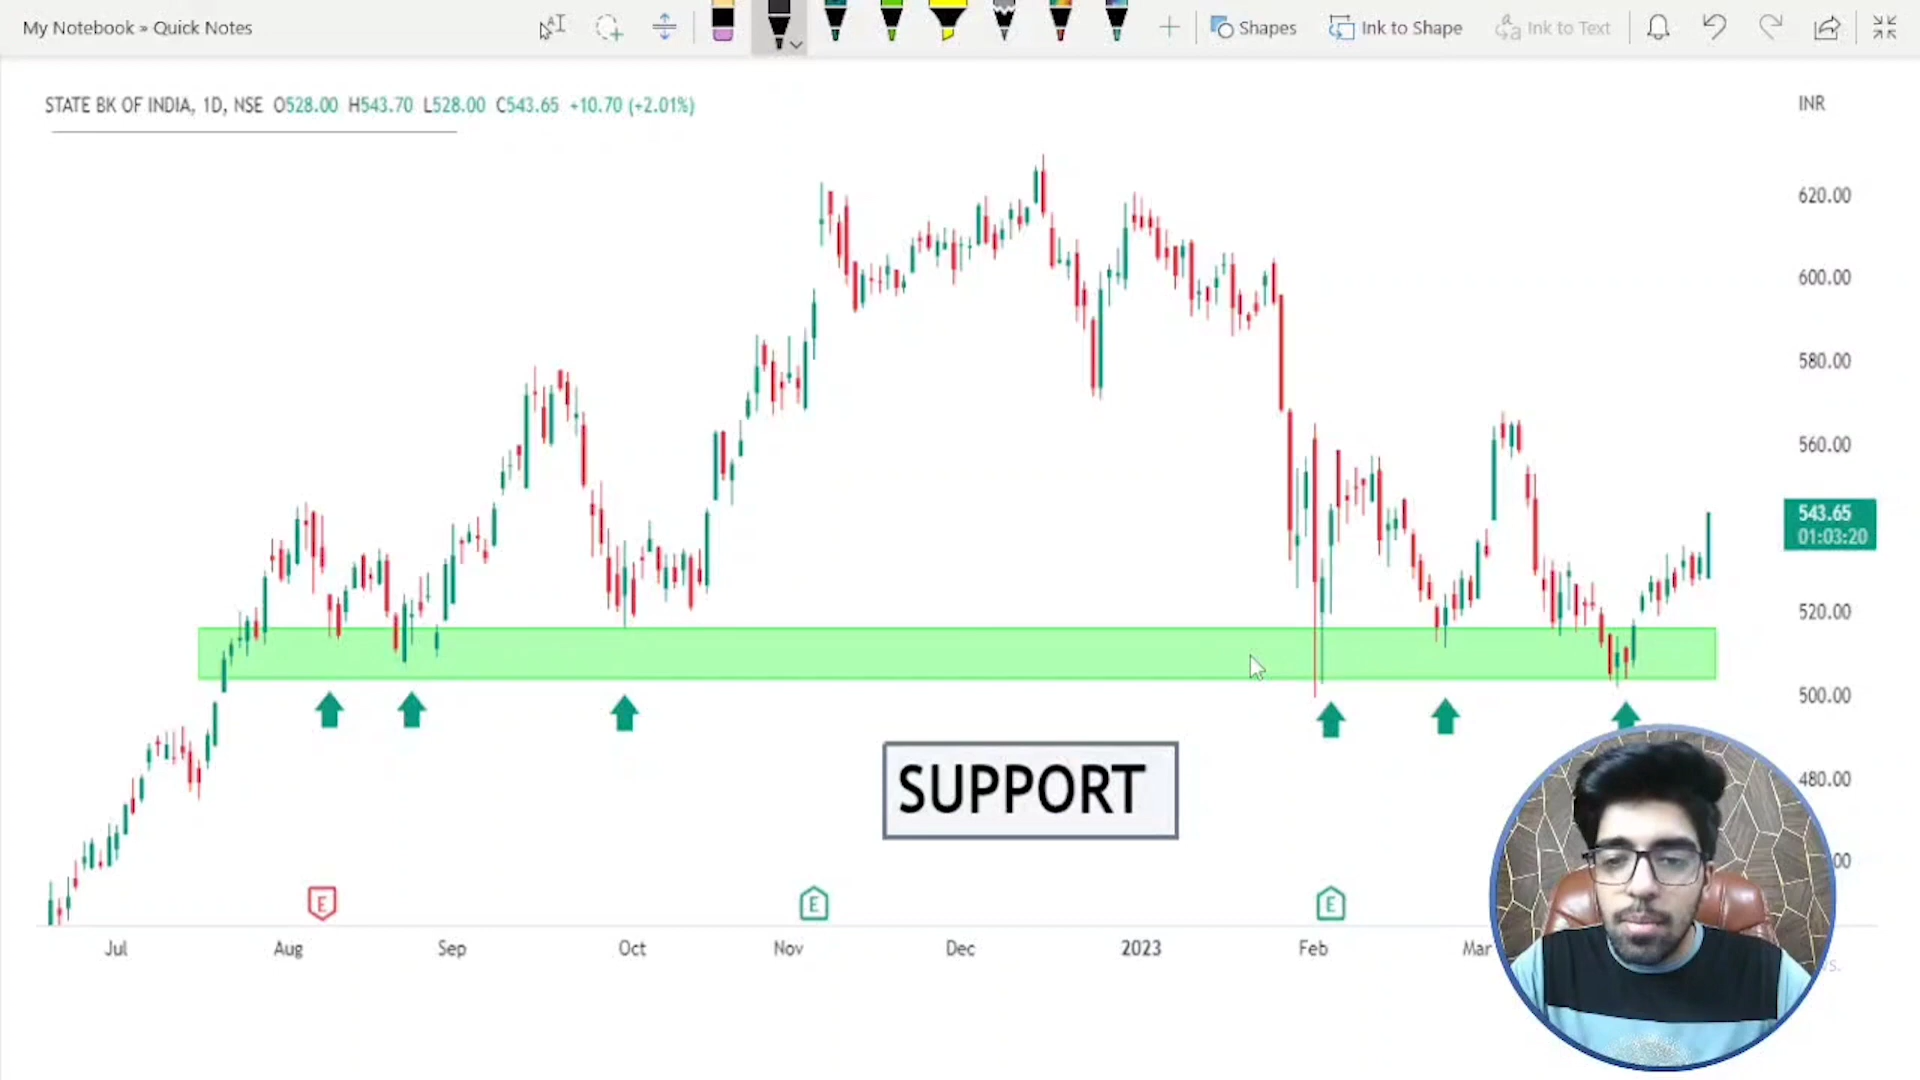 My Notebook » Quick Notes
Shapes
Ink to Shape
Ink to Text
STATE BK OF INDIA, 1D, NSE O528.00 H543.70 L528.00 C543.65 +10.70 (+2.01%)
INR
620.00
600.00
580.00
560.00
543.65
01:03:20
520.00
500.00
SUPPORT
480.00
E
E
E
Jul
Aug
Sep
Oct
Nov
Dec
2023
Feb
Mar